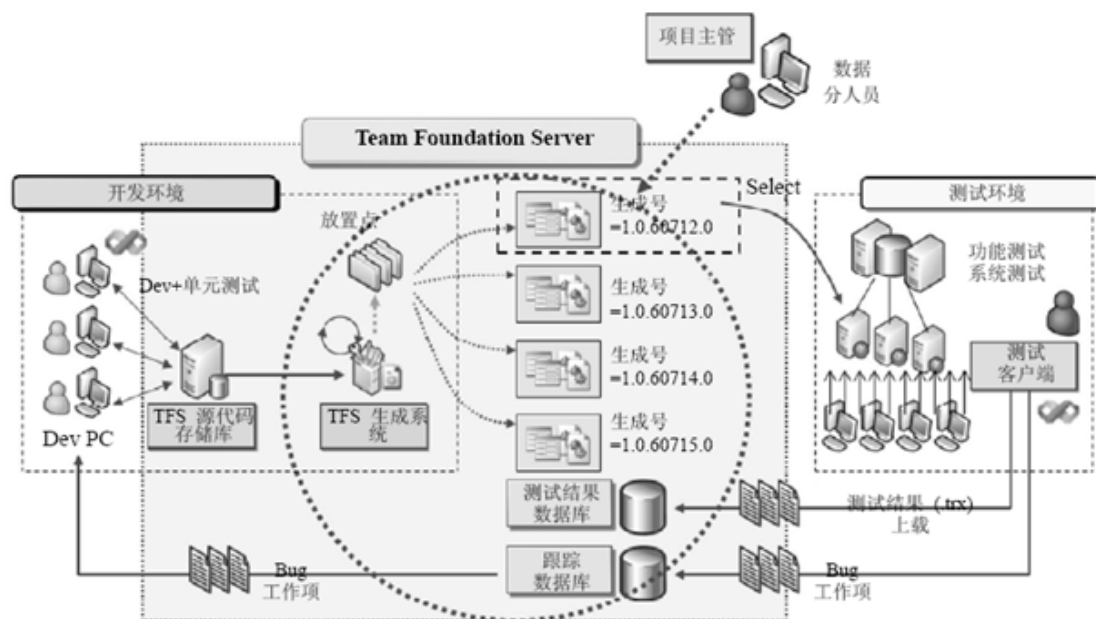 项目主管
数据
分人员
Team Foundation Server
开发环境
放置点
Select
测试环境
生成号
=1.0.60712.0
功能测试
系统测试
Dev+单元测试
生成号
=1.0.60713.0
生成号
=1.0.60714.0
测试
客户端
TFS 源代码
存储库
TFS 生成系
统
生成号
=1.0.60715.0
Dev PC
测试结果
数据库
测试结果 (.trx)
上载
跟踪
数据库
Bug
工作项
Bug
工作项